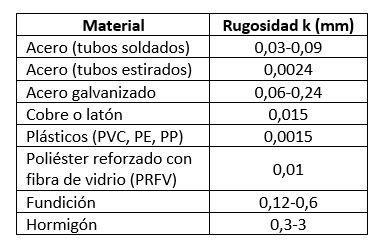 Material Rugosidad k (mm)
Acero (tubos soldados) 0,03-0,09
Acero (tubos estirados) 0,0024
Acero galvanizado 0,06-0,24
Cobre o latón 0,015
Plásticos (PVC, PE, PP) 0,0015
Poliéster reforzado con
fibra de vidrio (PRFV) 0,01
Fundición 0,12-0,6
Hormigón 0,3-3